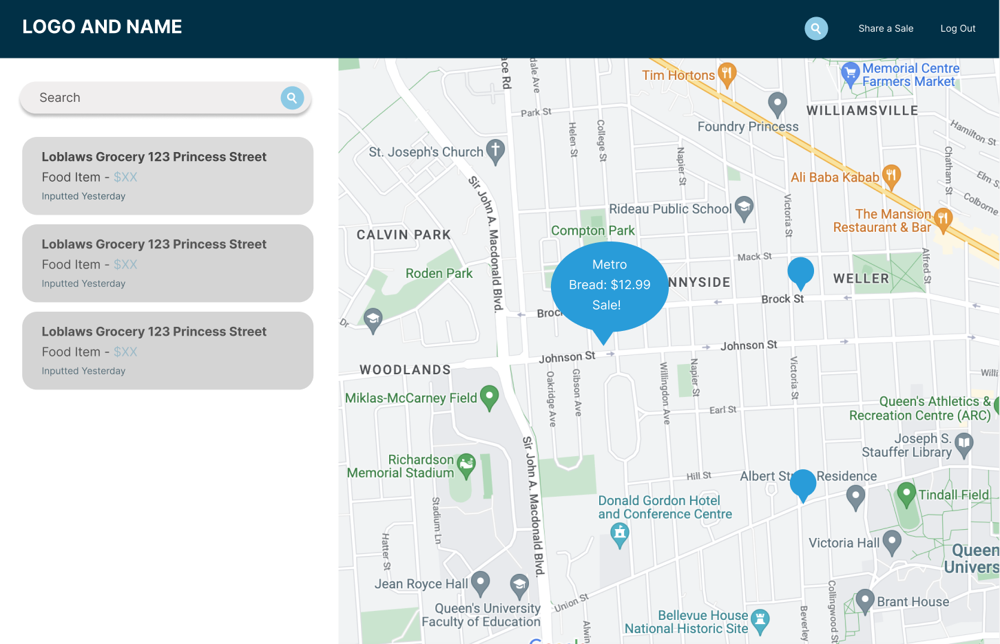 LOGO AND NAME
Share a Sale
Log Out
Search
Loblaws Grocery 123 Princess Street
Food Item - $XX
Inputted Yesterday
Loblaws Grocery 123 Princess Street
Food Item - $XX
Inputted Yesterday
Loblaws Grocery 123 Princess Street
Food Item - $XX
Inputted Yesterday
ace Rd
dale Ave
Tim Hortons
Memorial Centre
Farmers Market
Park St
WILLIAMSVILLE
Foundry Princess
Helen St
College St
Hamilton St
St. Joseph's Church
Napier St
Chatham St
Elm S
Ali Baba Kabab
Sir John A. Macdonald Blvd.
Victoria St
Colborne
Rideau Public School
The Mansion
Restaurant & Bar
CALVIN PARK
Compton Park
Mack St
Alfred St
Roden Park
Metro
Bread: $12.99
Sale!
NNYSIDE
WELLER
Brock St
Broc
Dr
Johnson St
Johnson St
WOODLANDS
Oakridge Ave
Gibson Ave
Willingdon Ave
Napier St
Victoria St
Willi
Miklas-McCarney Field
Earl St
Queen's Athletics &
Recreation Centre (ARC)
Joseph S.
Stauffer Library
Sir John A. Macdonald Blvd.
Richardson
Memorial Stadium
Hill St
Albert Str
Residence
Tindall Field
Donald Gordon Hotel
and Conference Centre
Stadium Ln
Hatter St
Victoria Hall
Queen
Univers
Jean Royce Hall
Union St
Collingwood St
Brant House
Queen's University
Faculty of Education
Bellevue House
National Historic Site
Beverley
Alwin